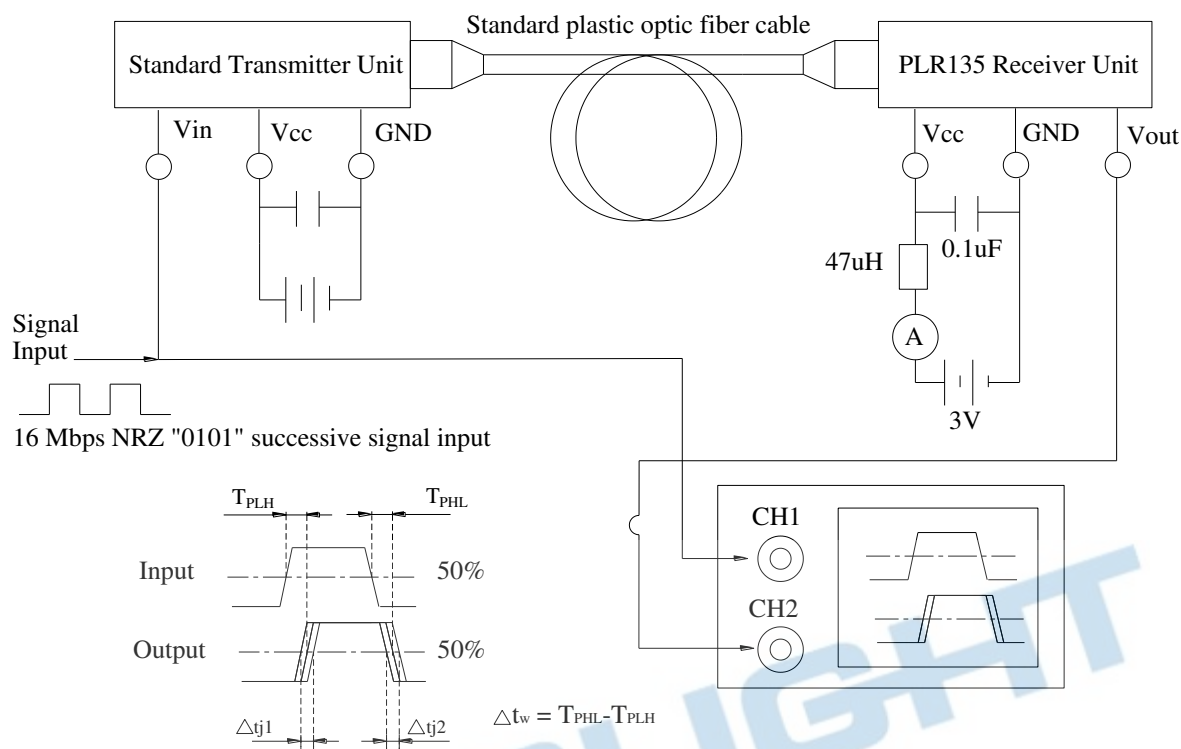 Standard plastic optic fiber cable
Standard Transmitter Unit
PLR135 Receiver Unit
Vin
Vcc
GND
Vcc
GND
Vout
47uH
0.1uF
A
3V
Signal
Input
16 Mbps NRZ "0101" successive signal input
TPLH
TPHL
Input
50%
Output
50%
△tj1
△tj2
△tw = TPHL-TPLH
CH1
CH2
LIGHT